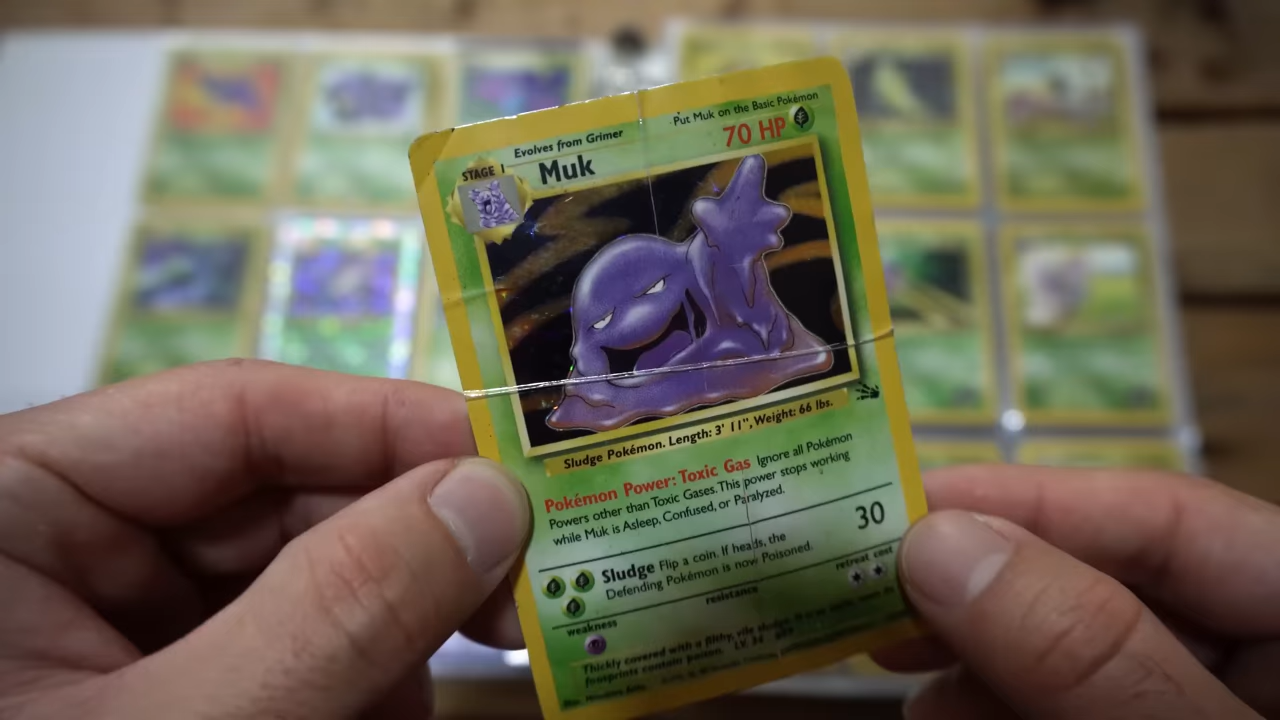 Put Muk on the Basic Pokémon
Evolves from Grimer
70 HP
STAGE 1
Muk
Sludge Pokémon. Length: 3' 11", Weight: 66 lbs.
Pokémon Power: Toxic Gas Ignore all Pokémon
Powers other than Toxic Gases. This power stops working
while Muk is Asleep, Confused, or Paralyzed.
Sludge Flip a coin. If heads, the
Defending Pokémon is now Poisoned.
30
weakness
resistance
retreat cost
Thickly covered with a filthy, vile sludge.
footprints contain poison. LV. 34